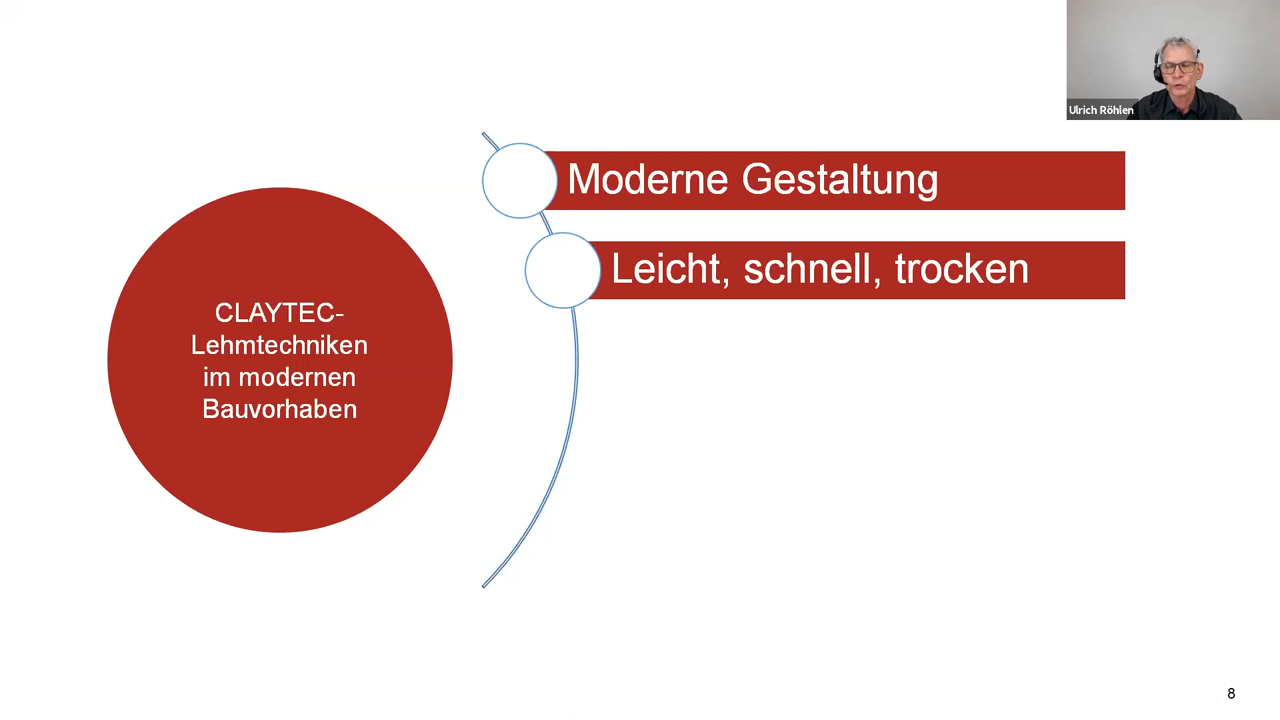 Ulrich Röhlen
Moderne Gestaltung
Leicht, schnell, trocken
CLAYTEC-
Lehmtechniken
im modernen
Bauvorhaben
8